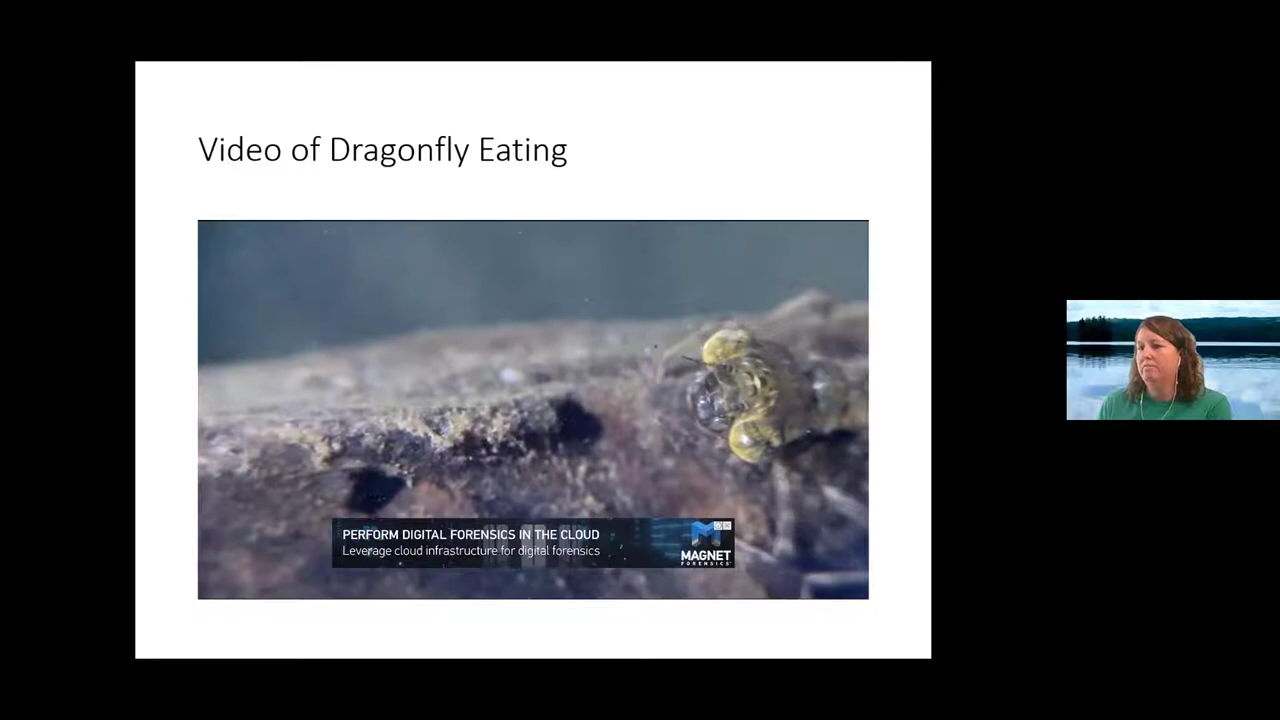 Video of Dragonfly Eating
PERFORM DIGITAL FORENSICS IN THE CLOUD
Leverage cloud infrastructure for digital forensics
MAGNET
FORENSICS